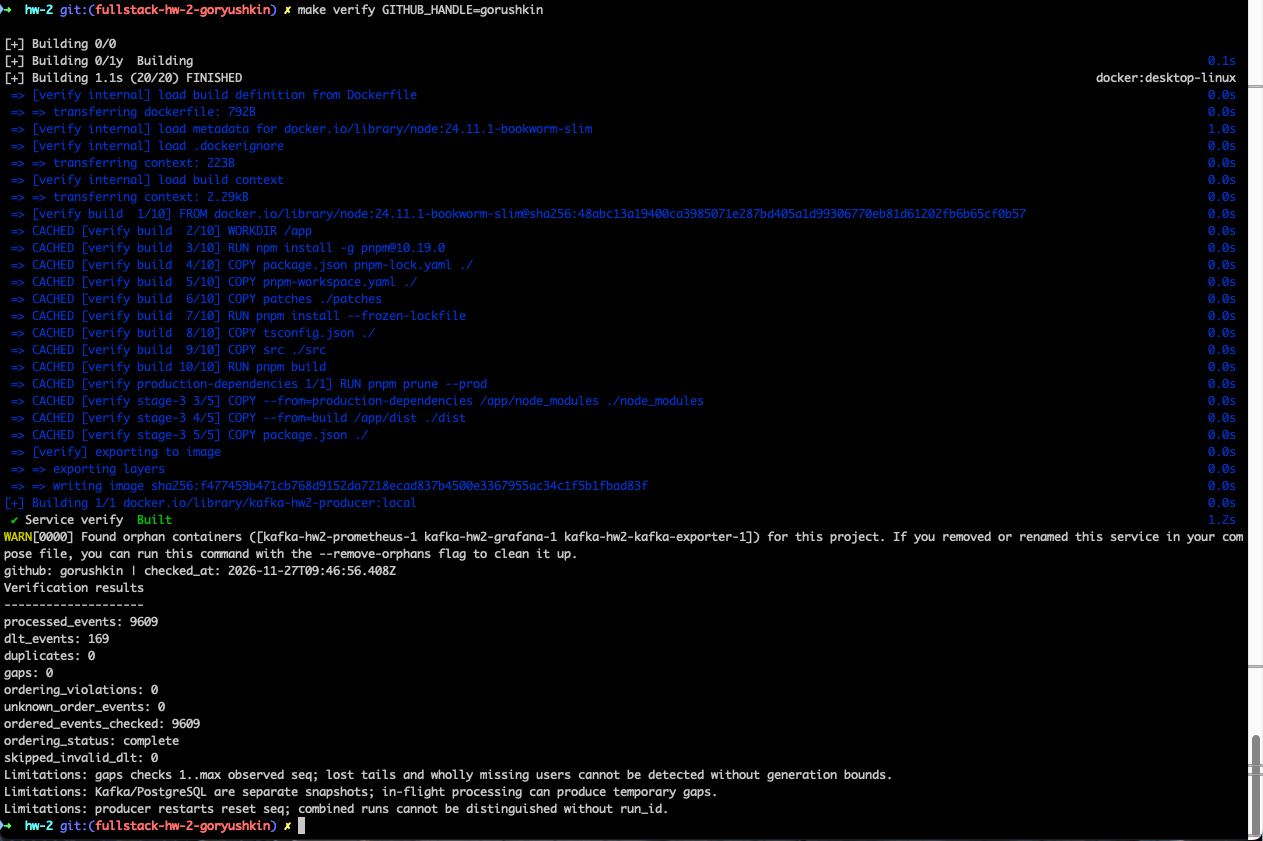 → hw-2 git:(fullstack-hw-2-goryushkin) ✗ make verify GITHUB_HANDLE=gorushkin
[+] Building 0/0
[+] Building 0/1y  Building 0.1s
[+] Building 1.1s (20/20) FINISHED docker:desktop-linux
=> [verify internal] load build definition from Dockerfile 0.0s
=> => transferring dockerfile: 792B 0.0s
=> [verify internal] load metadata for docker.io/library/node:24.11.1-bookworm-slim 1.0s
=> [verify internal] load .dockerignore 0.0s
=> => transferring context: 223B 0.0s
=> [verify internal] load build context 0.0s
=> => transferring context: 2.29kB 0.0s
=> [verify build  1/10] FROM docker.io/library/node:24.11.1-bookworm-slim@sha256:48abc13a19400ca3985071e287bd405a1d99306770eb81d61202fb6b65cf0b57 0.0s
=> CACHED [verify build  2/10] WORKDIR /app 0.0s
=> CACHED [verify build  3/10] RUN npm install -g pnpm@10.19.0 0.0s
=> CACHED [verify build  4/10] COPY package.json pnpm-lock.yaml ./ 0.0s
=> CACHED [verify build  5/10] COPY pnpm-workspace.yaml ./ 0.0s
=> CACHED [verify build  6/10] COPY patches ./patches 0.0s
=> CACHED [verify build  7/10] RUN pnpm install --frozen-lockfile 0.0s
=> CACHED [verify build  8/10] COPY tsconfig.json ./ 0.0s
=> CACHED [verify build  9/10] COPY src ./src 0.0s
=> CACHED [verify build 10/10] RUN pnpm build 0.0s
=> CACHED [verify production-dependencies 1/1] RUN pnpm prune --prod 0.0s
=> CACHED [verify stage-3 3/5] COPY --from=production-dependencies /app/node_modules ./node_modules 0.0s
=> CACHED [verify stage-3 4/5] COPY --from=build /app/dist ./dist 0.0s
=> CACHED [verify stage-3 5/5] COPY package.json ./ 0.0s
=> [verify] exporting to image 0.0s
=> => exporting layers 0.0s
=> => writing image sha256:f477459b471cb768d9152da7218ecad837b4500e3367955ac34c1f5b1fbad83f 0.0s
[+] Building 1/1 docker.io/library/kafka-hw2-producer:local 0.0s
✔ Service verify  Built 1.2s
WARN[0000] Found orphan containers ([kafka-hw2-prometheus-1 kafka-hw2-grafana-1 kafka-hw2-kafka-exporter-1]) for this project. If you removed or renamed this service in your com
pose file, you can run this command with the --remove-orphans flag to clean it up.
github: gorushkin | checked_at: 2026-11-27T09:46:56.408Z
Verification results
--------------------
processed_events: 9609
dlt_events: 169
duplicates: 0
gaps: 0
ordering_violations: 0
unknown_order_events: 0
ordered_events_checked: 9609
ordering_status: complete
skipped_invalid_dlt: 0
Limitations: gaps checks 1..max observed seq; lost tails and wholly missing users cannot be detected without generation bounds.
Limitations: Kafka/PostgreSQL are separate snapshots; in-flight processing can produce temporary gaps.
Limitations: producer restarts reset seq; combined runs cannot be distinguished without run_id.
→ hw-2 git:(fullstack-hw-2-goryushkin) ✗